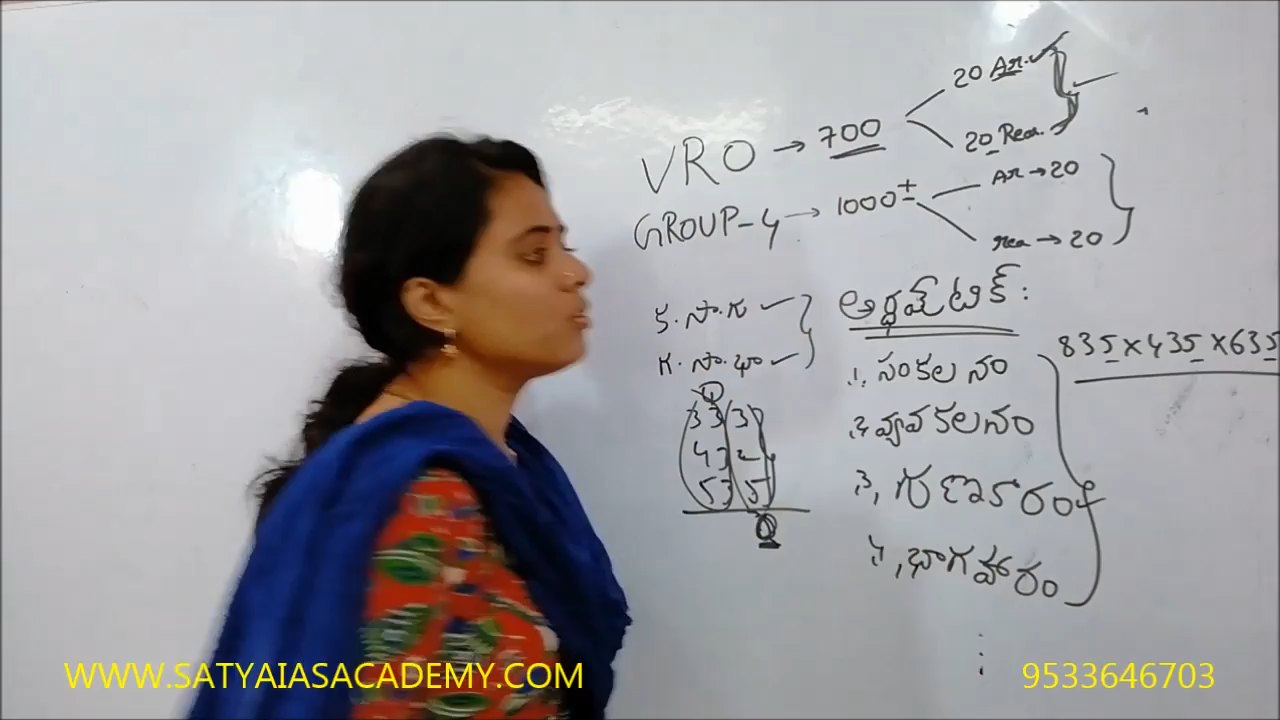 VRO → 700
20 Ar.
20 Rea.
GROUP-4 → 1000±
Ar → 20
rea → 20
క.సా.గు
గ.సా.భా
అర్థమేటిక్ :
1, సంకలనం
2, వ్యవకలనం
3, గుణకారం
4, భాగహారం
835 × 435 × 635
WWW.SATYAIASACADEMY.COM
9533646703